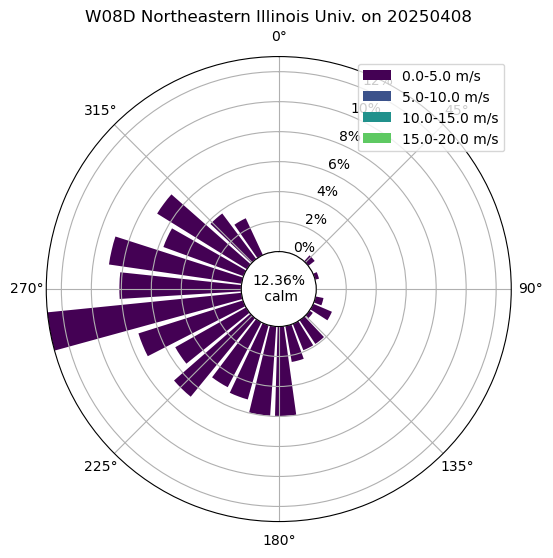 W08D Northeastern Illinois Univ. on 20250408
0°
0.0-5.0 m/s
5.0-10.0 m/s
10.0-15.0 m/s
15.0-20.0 m/s
12%
10%
8%
6%
4%
2%
0%
45°
315°
270°
90°
12.36%
calm
225°
135°
180°